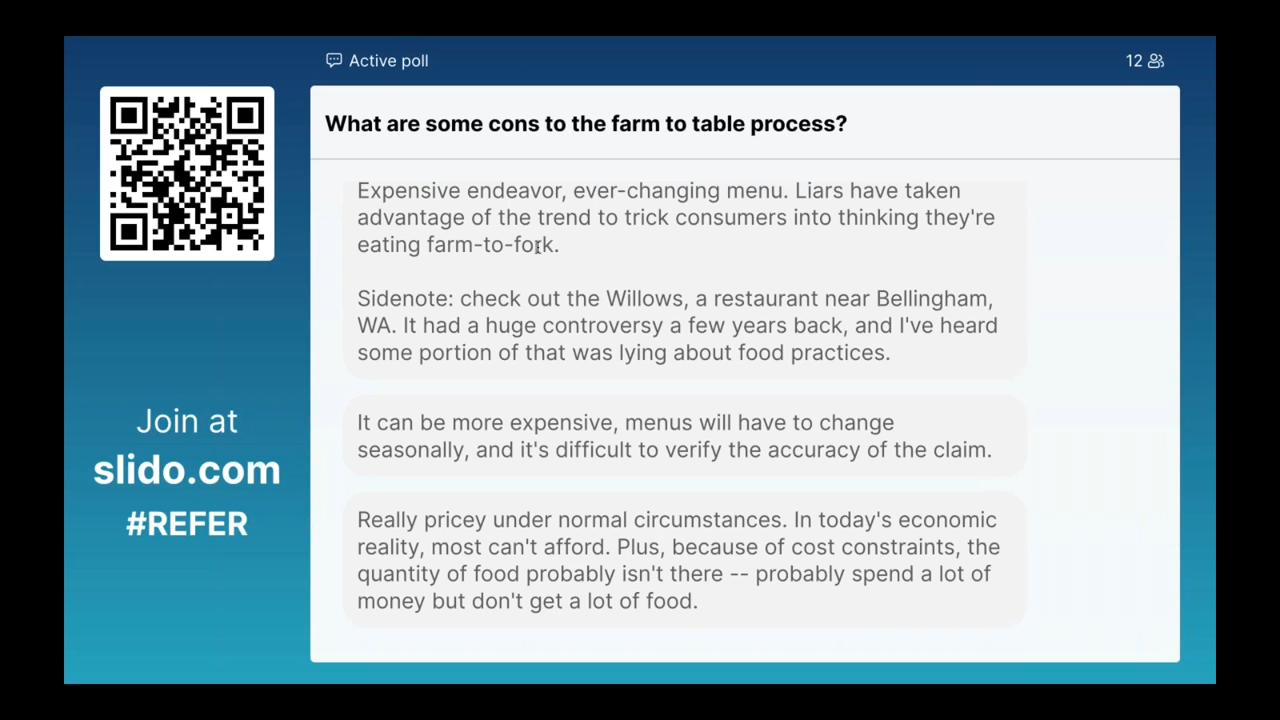 Active poll
12
What are some cons to the farm to table process?
Expensive endeavor, ever-changing menu. Liars have taken
advantage of the trend to trick consumers into thinking they're
eating farm-to-fork.
Sidenote: check out the Willows, a restaurant near Bellingham,
WA. It had a huge controversy a few years back, and I've heard
some portion of that was lying about food practices.
It can be more expensive, menus will have to change
seasonally, and it's difficult to verify the accuracy of the claim.
Really pricey under normal circumstances. In today's economic
reality, most can't afford. Plus, because of cost constraints, the
quantity of food probably isn't there -- probably spend a lot of
money but don't get a lot of food.
Join at
slido.com
#REFER